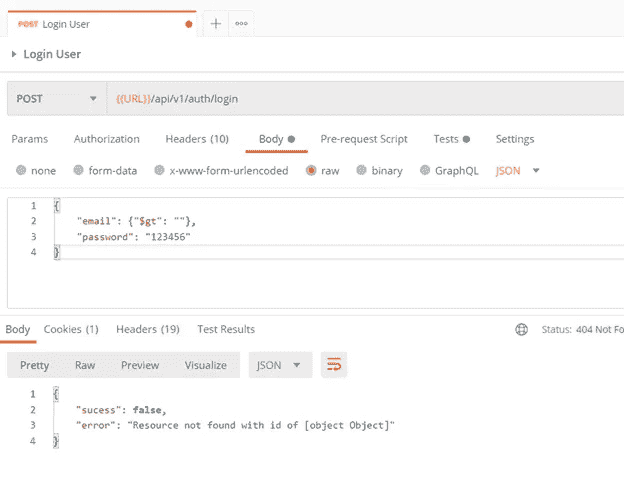 POST Login User
Login User
POST {{URL}}/api/v1/auth/login
Params Authorization Headers (10) Body Pre-request Script Tests Settings
none form-data x-www-form-urlencoded raw binary GraphQL JSON
1 {
2 "email": {"$gt": ""},
3 "password": "123456"
4 }
Body Cookies (1) Headers (19) Test Results Status: 404 Not Fo
Pretty Raw Preview Visualize JSON
1 {
2 "sucess": false,
3 "error": "Resource not found with id of [object Object]"
4 }